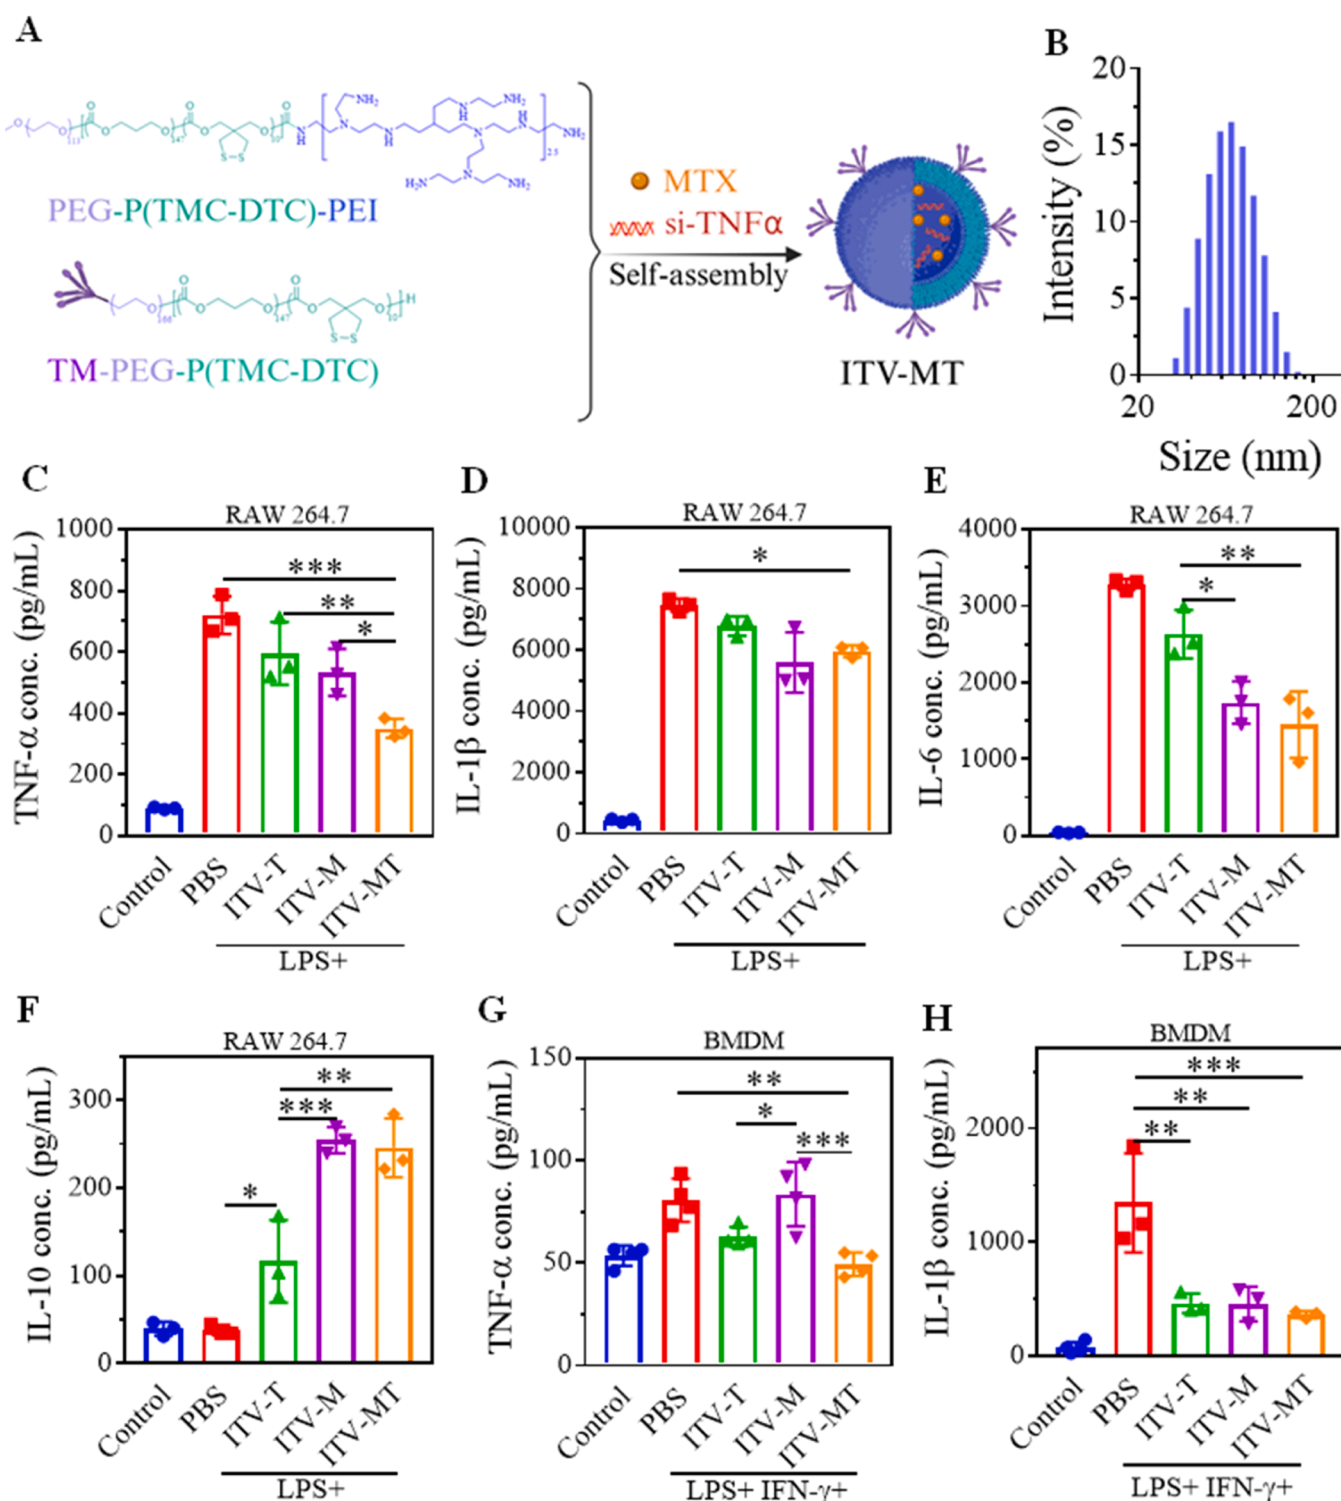 A
B
PEG-P(TMC-DTC)-PEI
TM-PEG-P(TMC-DTC)
MTX
si-TNFα
Self-assembly
ITV-MT
Intensity (%)
20
15
10
5
0
20
200
Size (nm)
C
RAW 264.7
TNF-α conc. (pg/mL)
1000
800
600
400
200
0
***
**
*
Control
PBS
ITV-T
ITV-M
ITV-MT
LPS+
D
RAW 264.7
IL-1β conc. (pg/mL)
10000
8000
6000
4000
2000
0
*
Control
PBS
ITV-T
ITV-M
ITV-MT
LPS+
E
RAW 264.7
IL-6 conc. (pg/mL)
4000
3000
2000
1000
0
**
*
Control
PBS
ITV-T
ITV-M
ITV-MT
LPS+
F
RAW 264.7
IL-10 conc. (pg/mL)
300
200
100
0
**
***
*
Control
PBS
ITV-T
ITV-M
ITV-MT
LPS+
G
BMDM
TNF-α conc. (pg/mL)
150
100
50
0
**
*
***
Control
PBS
ITV-T
ITV-M
ITV-MT
LPS+ IFN-γ+
H
BMDM
IL-1β conc. (pg/mL)
2000
1000
0
***
**
**
Control
PBS
ITV-T
ITV-M
ITV-MT
LPS+ IFN-γ+